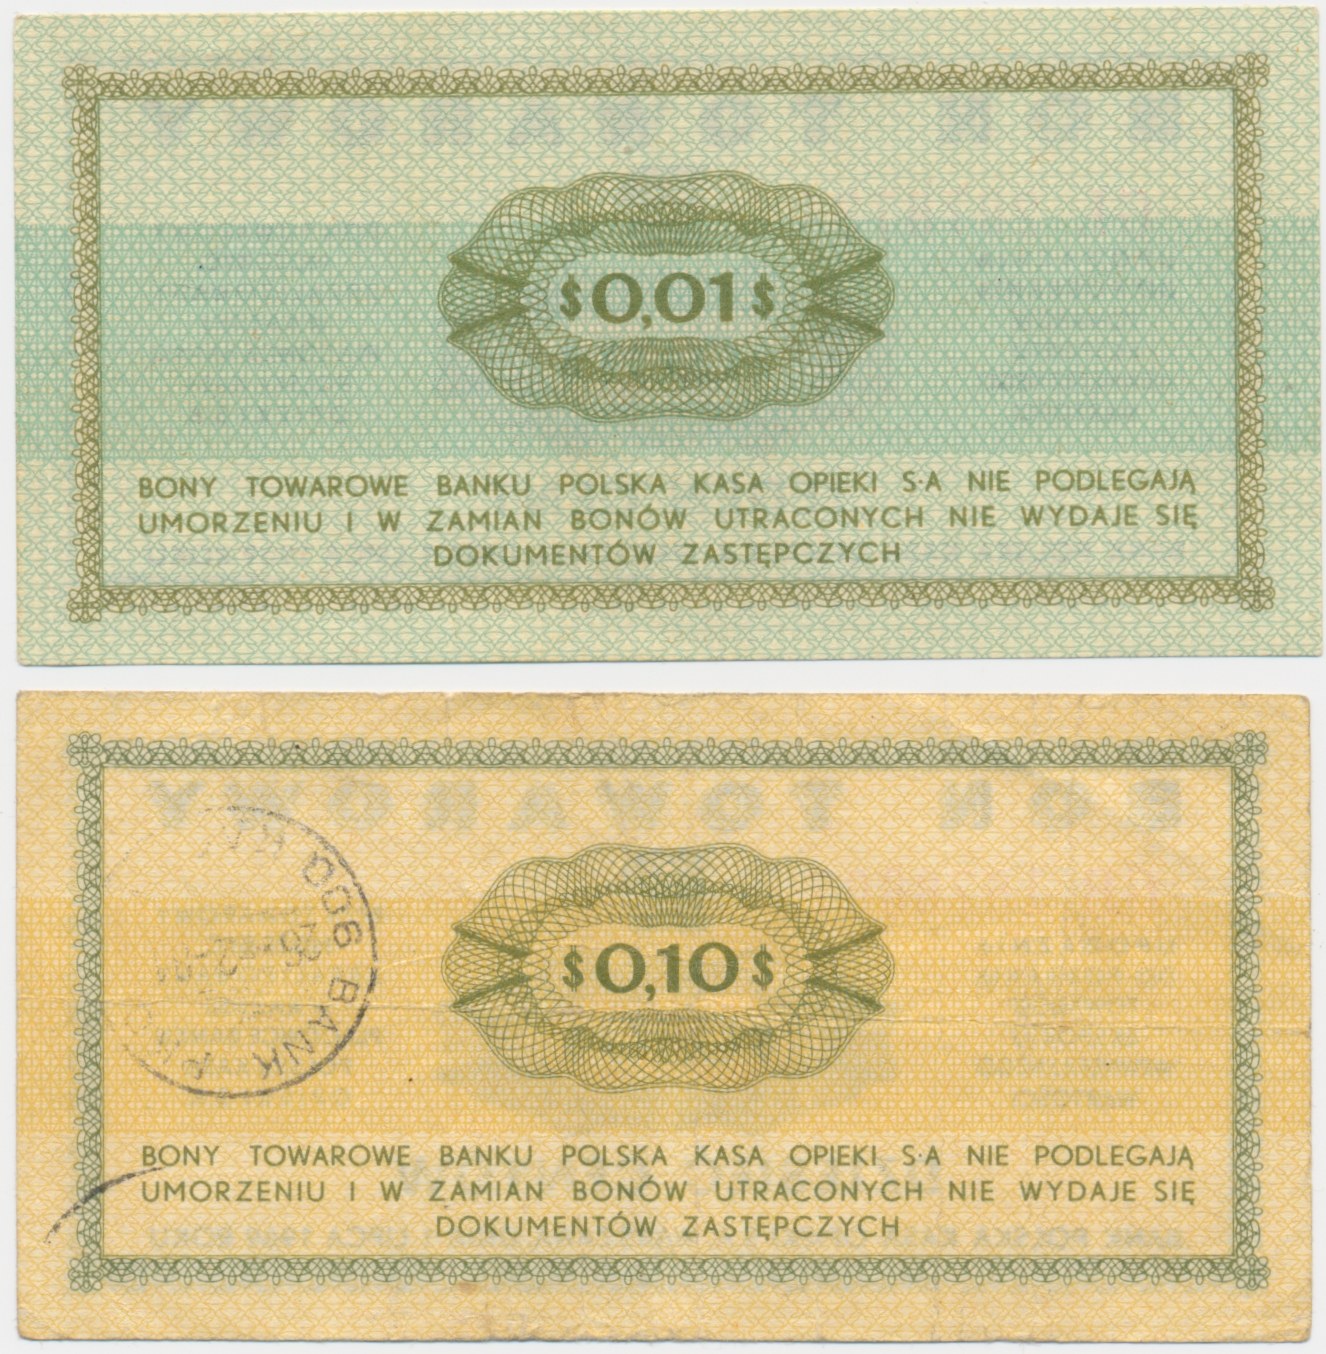 $0,01$
BONY TOWAROWE BANKU POLSKA KASA OPIEKI S·A NIE PODLEGAJĄ
UMORZENIU I W ZAMIAN BONÓW UTRACONYCH NIE WYDAJE SIĘ
DOKUMENTÓW ZASTĘPCZYCH
900 BANK
$0,10$
BONY TOWAROWE BANKU POLSKA KASA OPIEKI S·A NIE PODLEGAJĄ
UMORZENIU I W ZAMIAN BONÓW UTRACONYCH NIE WYDAJE SIĘ
DOKUMENTÓW ZASTĘPCZYCH